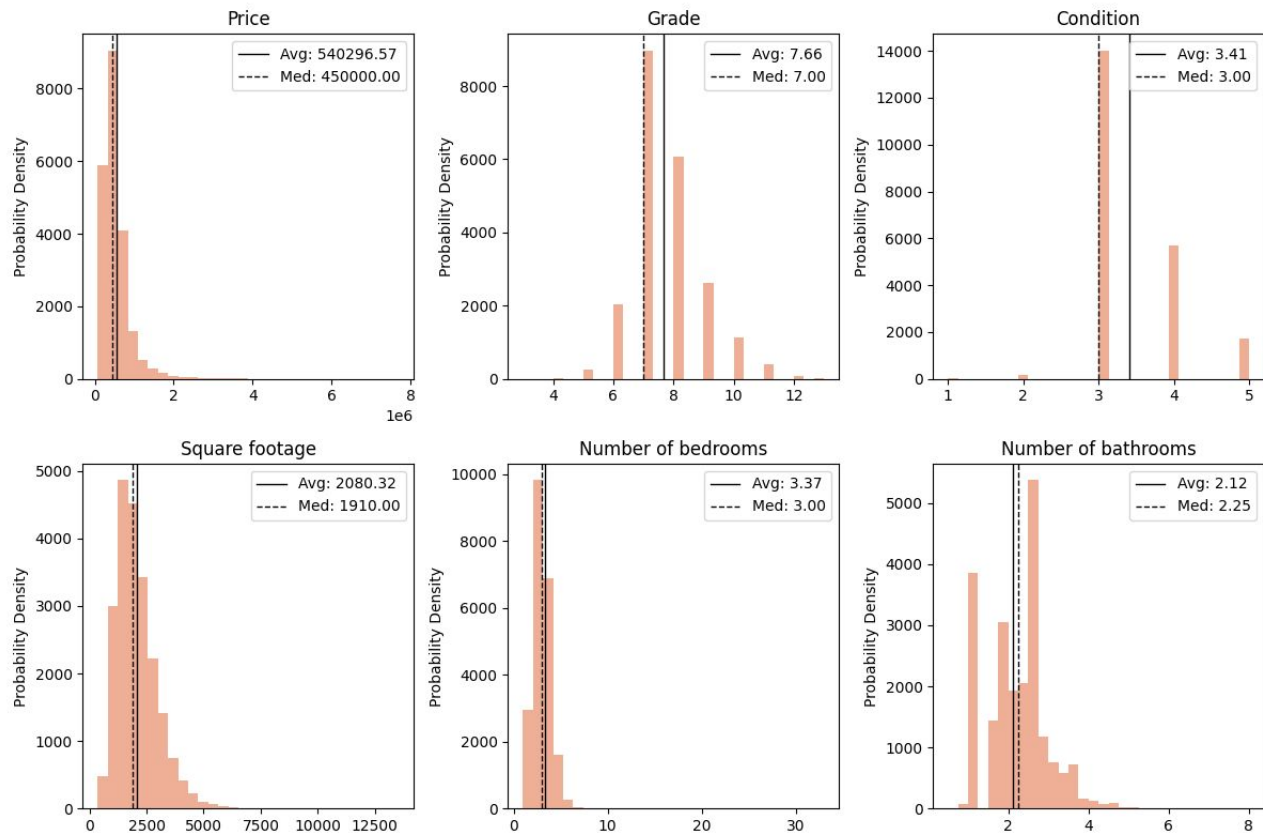 Price
Avg: 540296.57
Med: 450000.00
Probability Density
8000
6000
4000
2000
0
0 2 4 6 8
1e6
Grade
Avg: 7.66
Med: 7.00
Probability Density
8000
6000
4000
2000
0
4 6 8 10 12
Condition
Avg: 3.41
Med: 3.00
Probability Density
14000
12000
10000
8000
6000
4000
2000
0
1 2 3 4 5
Square footage
Avg: 2080.32
Med: 1910.00
Probability Density
5000
4000
3000
2000
1000
0
0 2500 5000 7500 10000 12500
Number of bedrooms
Avg: 3.37
Med: 3.00
Probability Density
10000
8000
6000
4000
2000
0
0 10 20 30
Number of bathrooms
Avg: 2.12
Med: 2.25
Probability Density
5000
4000
3000
2000
1000
0
2 4 6 8